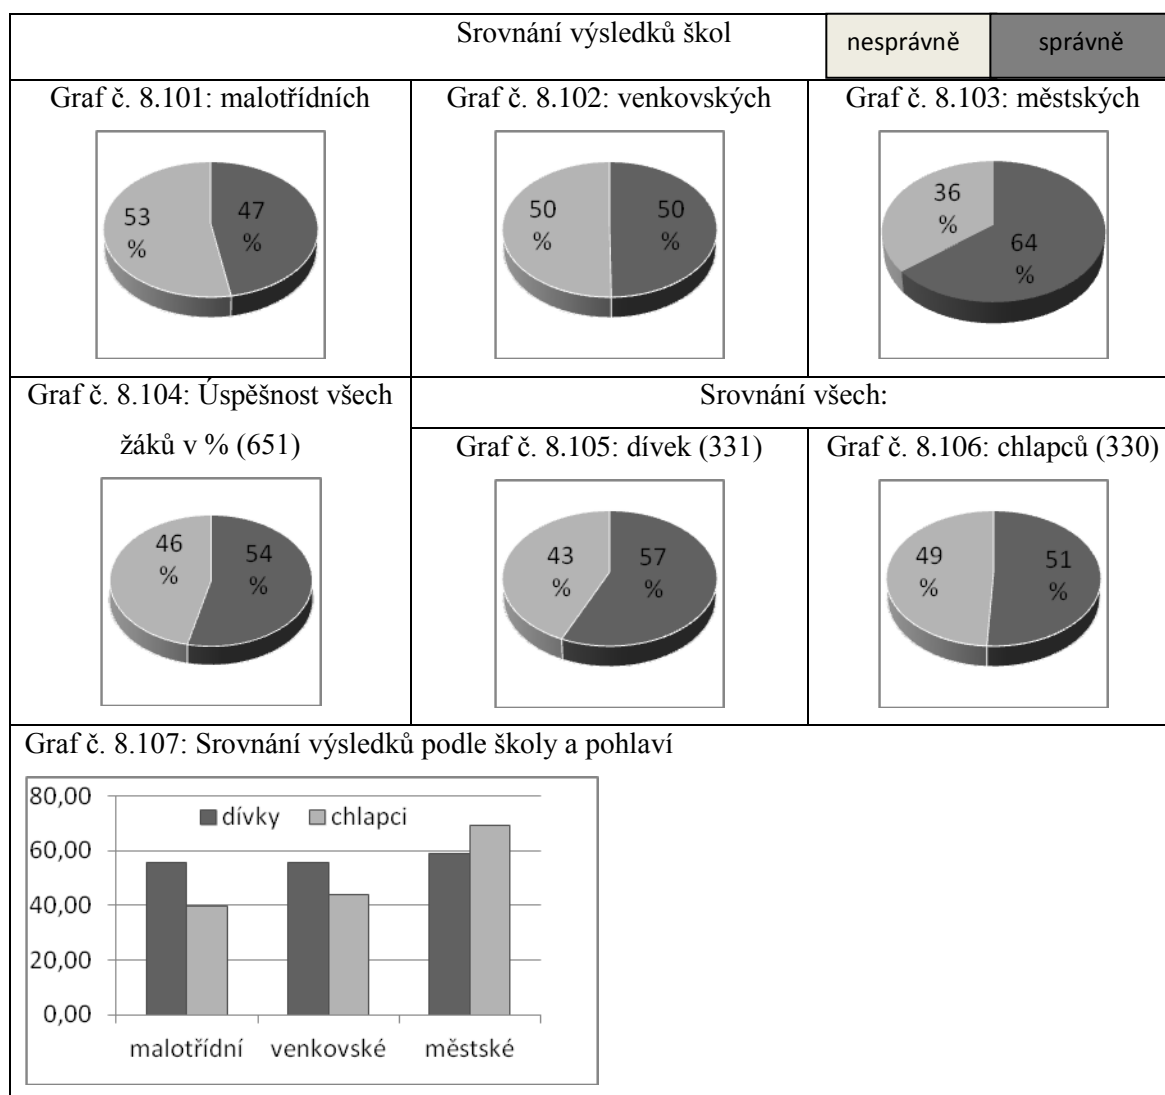 Srovnání výsledků škol
nesprávně
správně
Graf č. 8.101: malotřídních
Graf č. 8.102: venkovských
Graf č. 8.103: městských
53
%
47
%
50
%
50
%
36
%
64
%
Graf č. 8.104: Úspěšnost všech
žáků v % (651)
Srovnání všech:
Graf č. 8.105: dívek (331)
Graf č. 8.106: chlapců (330)
46
%
54
%
43
%
57
%
49
%
51
%
Graf č. 8.107: Srovnání výsledků podle školy a pohlaví
80,00
dívky
chlapci
60,00
40,00
20,00
0,00
malotřídní
venkovské
městské